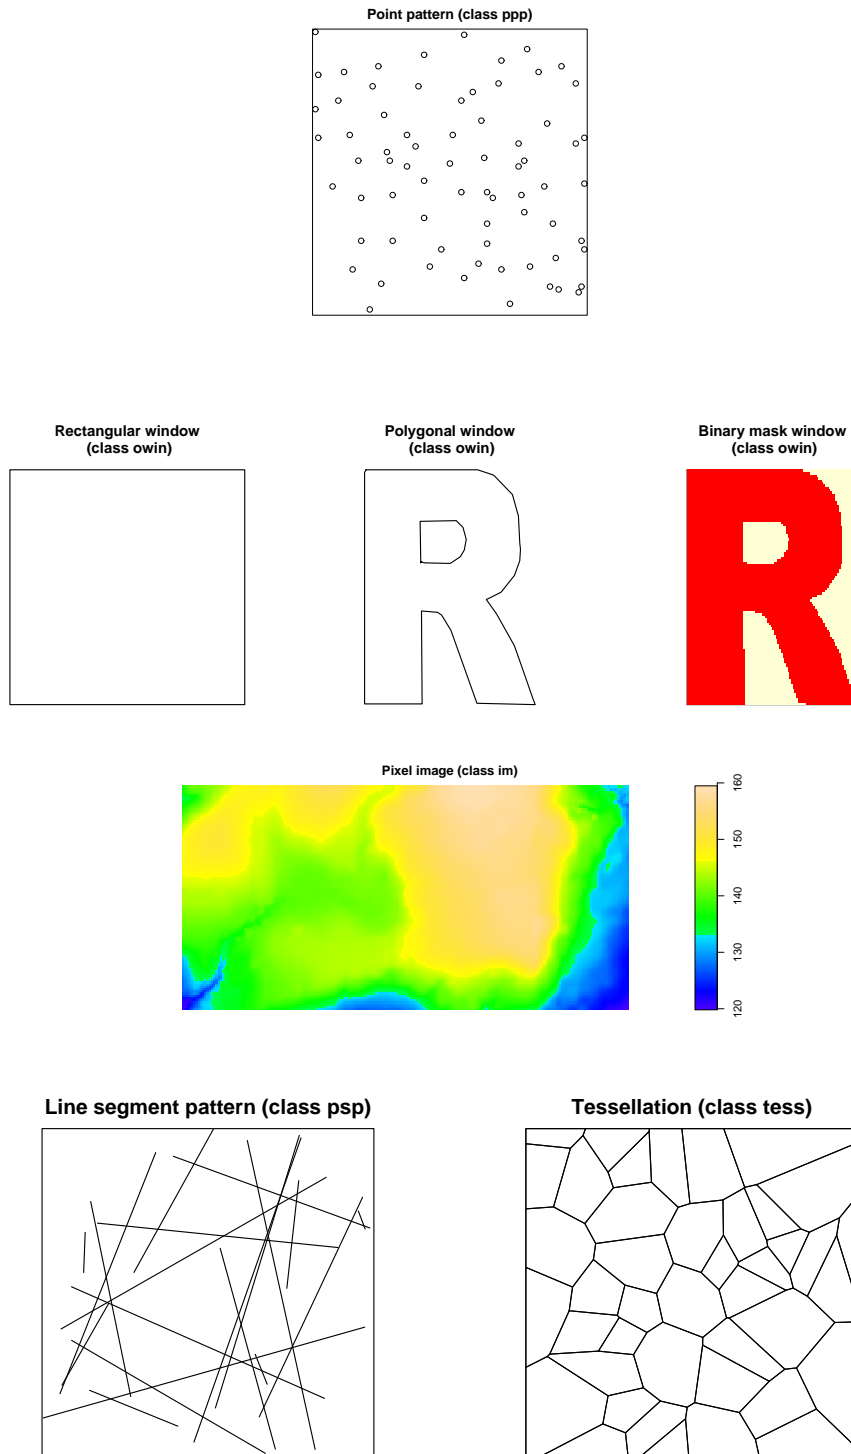 Point pattern (class ppp)
Rectangular window
(class owin)
Polygonal window
(class owin)
Binary mask window
(class owin)
Pixel image (class im)
160
150
140
130
120
Line segment pattern (class psp)
Tessellation (class tess)